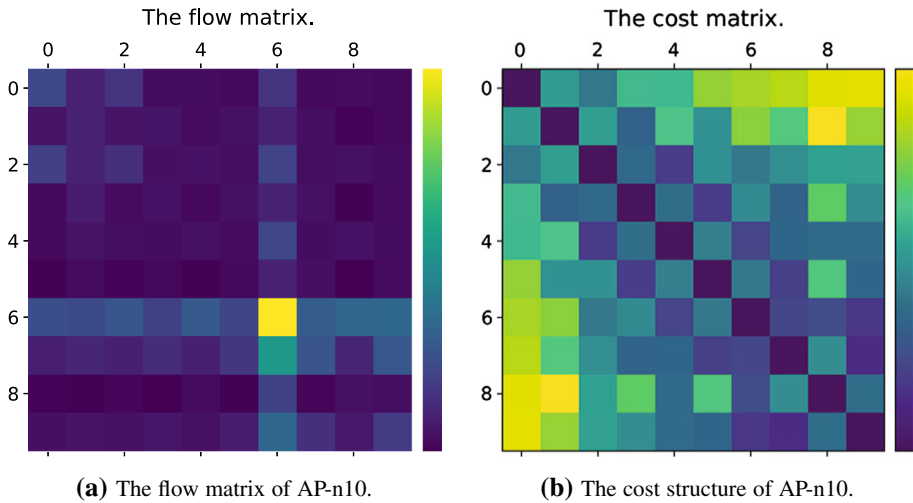 The flow matrix.
0 2 4 6 8
0
2
4
6
8
(a) The flow matrix of AP-n10.
The cost matrix.
0 2 4 6 8
0
2
4
6
8
(b) The cost structure of AP-n10.